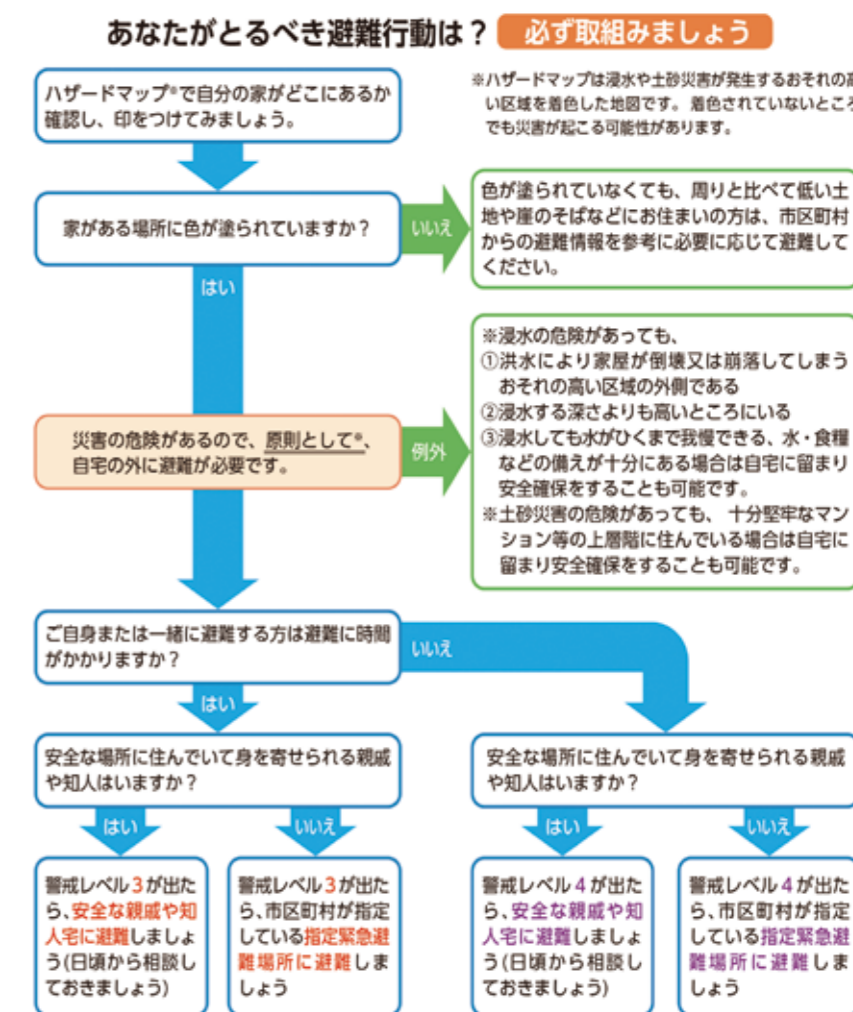 あなたがとるべき避難行動は？ 必ず取組みましょう
ハザードマップ※で自分の家がどこにあるか
確認し、印をつけてみましょう。
※ハザードマップは浸水や土砂災害が発生するおそれの高
い区域を着色した地図です。着色されていないところ
でも災害が起こる可能性があります。
家がある場所に色が塗られていますか？
いいえ
色が塗られていなくても、周りと比べて低い土
地や崖のそばなどにお住まいの方は、市区町村
からの避難情報を参考に必要に応じて避難して
ください。
はい
災害の危険があるので、原則として※、
自宅の外に避難が必要です。
例外
※浸水の危険があっても、
①洪水により家屋が倒壊又は崩落してしまう
おそれの高い区域の外側である
②浸水する深さよりも高いところにいる
③浸水しても水がひくまで我慢できる、水・食糧
などの備えが十分にある場合は自宅に留まり
安全確保をすることも可能です。
※土砂災害の危険があっても、十分堅牢なマン
ション等の上層階に住んでいる場合は自宅に
留まり安全確保をすることも可能です。
ご自身または一緒に避難する方は避難に時間
がかかりますか？
いいえ
はい
安全な場所に住んでいて身を寄せられる親戚
や知人はいますか？
はい
いいえ
警戒レベル3が出た
ら、安全な親戚や知
人宅に避難しましょ
う(日頃から相談し
ておきましょう)
警戒レベル3が出た
ら、市区町村が指定
している指定緊急避
難場所に避難しま
しょう
安全な場所に住んでいて身を寄せられる親戚
や知人はいますか？
はい
いいえ
警戒レベル4が出た
ら、安全な親戚や知
人宅に避難しましょ
う(日頃から相談し
ておきましょう)
警戒レベル4が出た
ら、市区町村が指定
している指定緊急避
難場所に避難しま
しょう